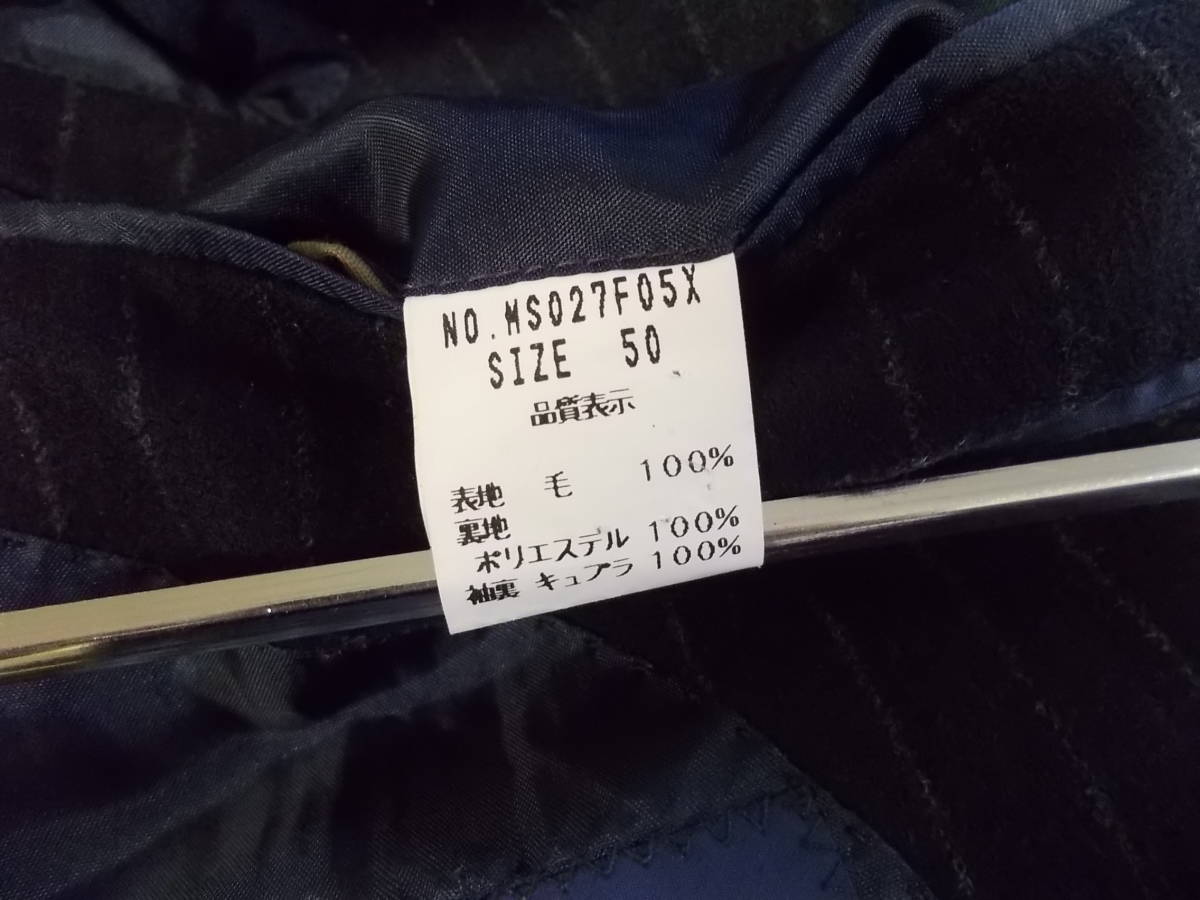 NO.MS027F05X
SIZE 50
品質表示
表地 毛 100%
裏地
ポリエステル 100%
袖裏 キュプラ 100%